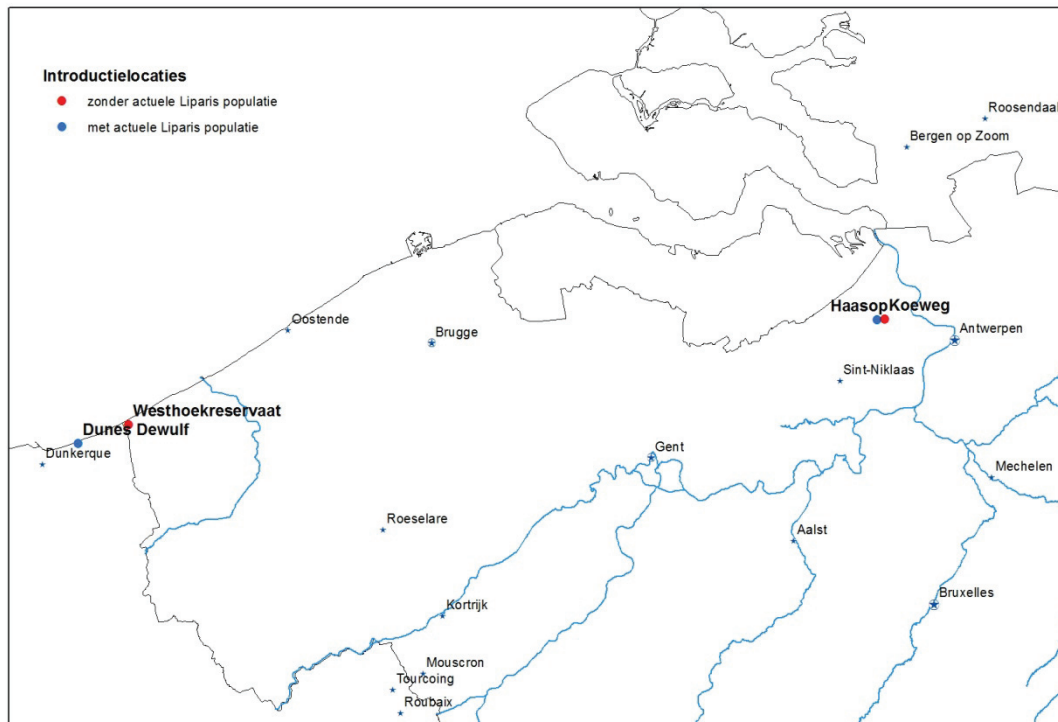 Introductielocaties
zonder actuele Liparis populatie
met actuele Liparis populatie
Roosendaal
Bergen op Zoom
HaasopKoeweg
Oostende
Brugge
Antwerpen
Sint-Niklaas
Westhoekreservaat
Dunes Dewulf
Dunkerque
Gent
Mechelen
Roeselare
Aalst
Bruxelles
Kortrijk
Mouscron
Tourcoing
Roubaix